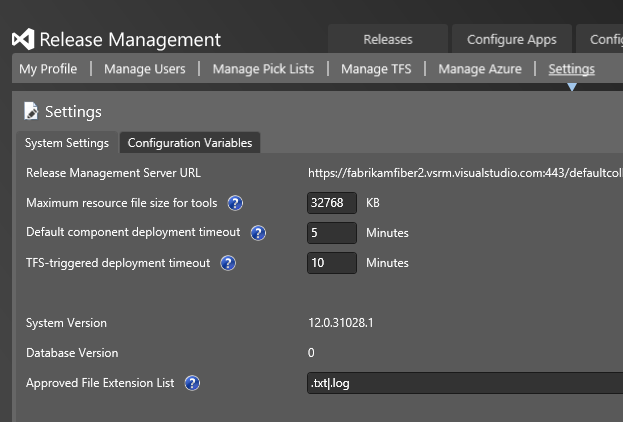 Release Management
Releases
Configure Apps
My Profile | Manage Users | Manage Pick Lists | Manage TFS | Manage Azure | Settings
Settings
System Settings
Configuration Variables
Release Management Server URL https://fabrikamfiber2.vsrm.visualstudio.com:443/defaultcoll
Maximum resource file size for tools ? 32768 KB
Default component deployment timeout ? 5 Minutes
TFS-triggered deployment timeout ? 10 Minutes
System Version 12.0.31028.1
Database Version 0
Approved File Extension List ? .txt|.log